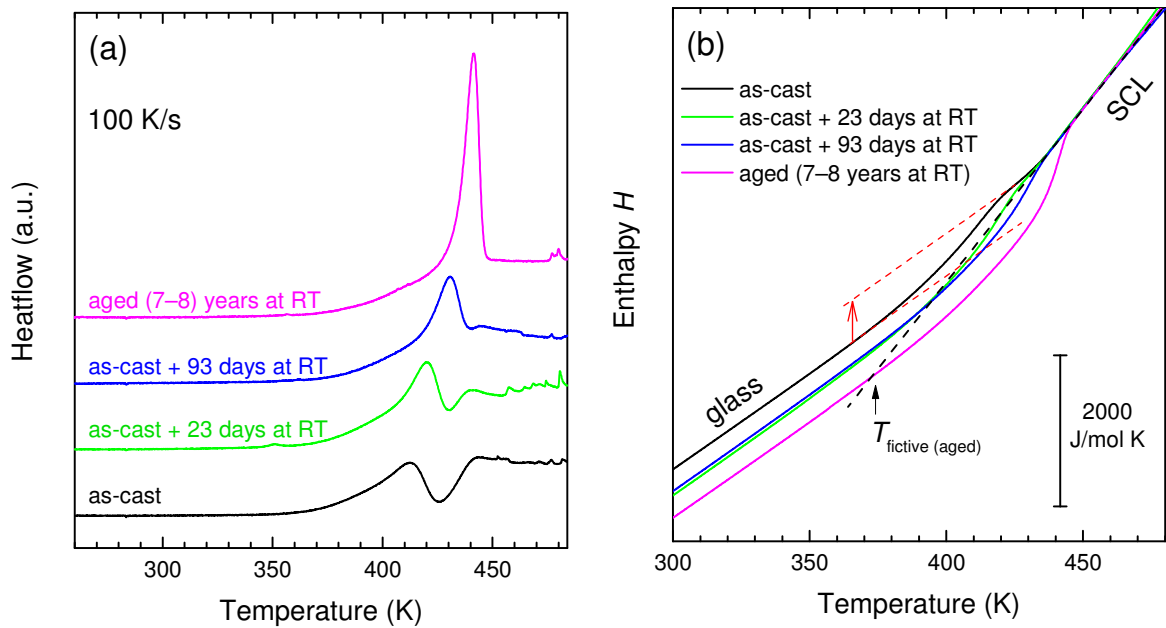 (a)
100 K/s
aged (7–8) years at RT
as-cast + 93 days at RT
as-cast + 23 days at RT
as-cast
Heatflow (a.u.)
300 350 400 450
Temperature (K)
(b)
as-cast
as-cast + 23 days at RT
as-cast + 93 days at RT
aged (7–8 years at RT)
SCL
glass
T fictive (aged)
2000
J/mol K
Enthalpy H
300 350 400 450
Temperature (K)